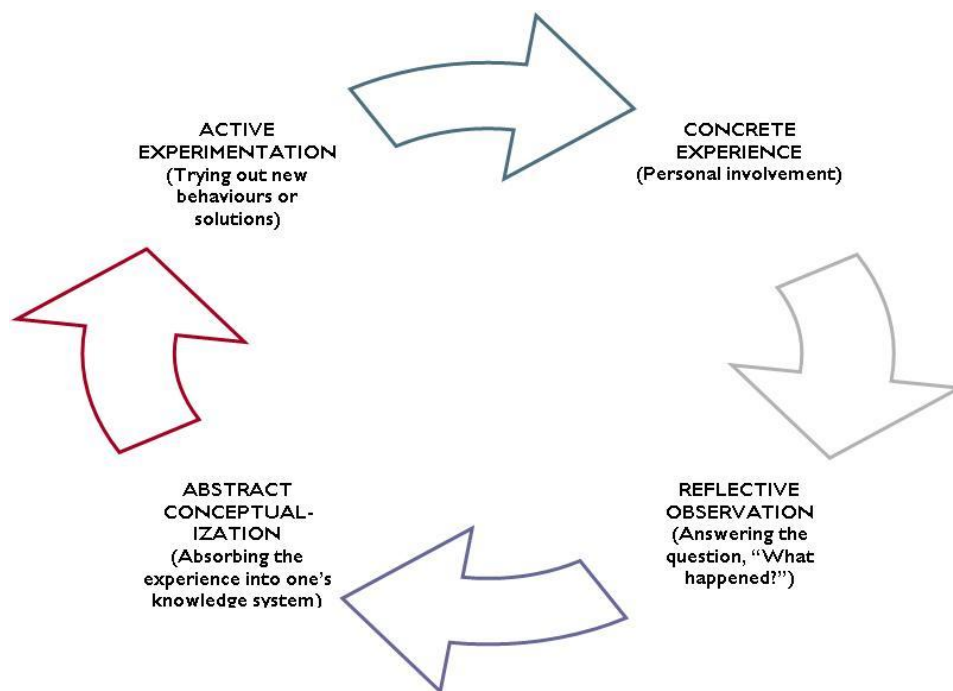 ACTIVE
EXPERIMENTATION
(Trying out new
behaviours or
solutions)
CONCRETE
EXPERIENCE
(Personal involvement)
REFLECTIVE
OBSERVATION
(Answering the
question, “What
happened?”)
ABSTRACT
CONCEPTUAL-
IZATION
(Absorbing the
experience into one’s
knowledge system)